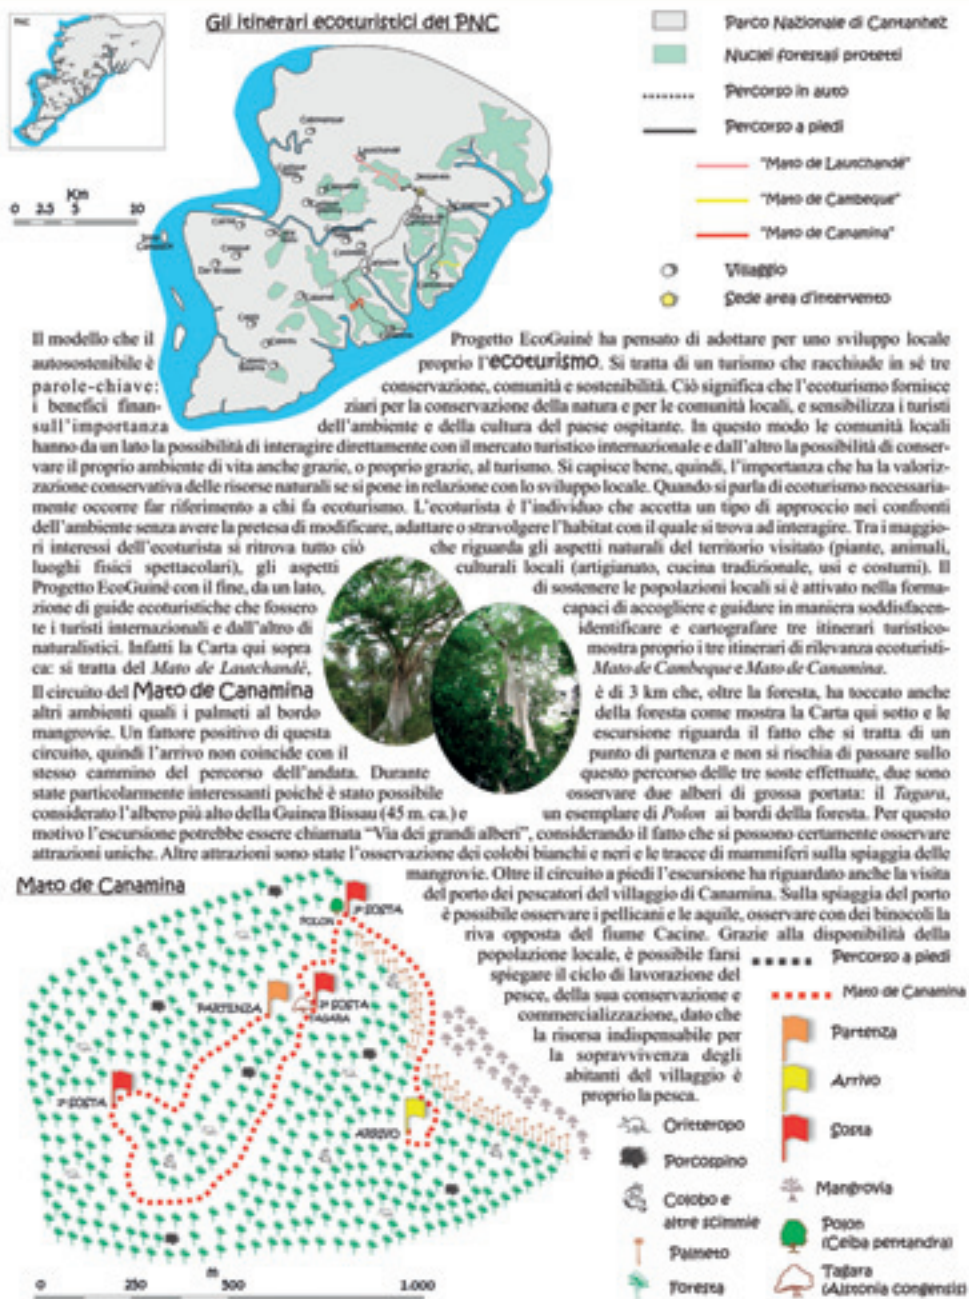 PNC
Gli itinerari ecoturistici del PNC
Parco Nazionale di Cantanhez
Nuclei forestali protetti
Percorso in auto
Percorso a piedi
"Mato de Lautchandé"
"Mato de Cambeque"
"Mato de Canamina"
Villaggio
Sede area d'intervento
Km
0 2.5 5 10
Lautchandé
Il modello che il Progetto EcoGuiné ha pensato di adottare per uno sviluppo locale
autosostenibile è proprio l'ecoturismo. Si tratta di un turismo che racchiude in sé tre
parole-chiave: conservazione, comunità e sostenibilità. Ciò significa che l'ecoturismo fornisce
i benefici finan- ziari per la conservazione della natura e per le comunità locali, e sensibilizza i turisti
sull'importanza dell'ambiente e della cultura del paese ospitante. In questo modo le comunità locali
hanno da un lato la possibilità di interagire direttamente con il mercato turistico internazionale e dall'altro la possibilità di conser-
vare il proprio ambiente di vita anche grazie, o proprio grazie, al turismo. Si capisce bene, quindi, l'importanza che ha la valoriz-
zazione conservativa delle risorse naturali se si pone in relazione con lo sviluppo locale. Quando si parla di ecoturismo necessaria-
mente occorre far riferimento a chi fa ecoturismo. L'ecoturista è l'individuo che accetta un tipo di approccio nei confronti
dell'ambiente senza avere la pretesa di modificare, adattare o stravolgere l'habitat con il quale si trova ad interagire. Tra i maggio-
ri interessi dell'ecoturista si ritrova tutto ciò che riguarda gli aspetti naturali del territorio visitato (piante, animali,
luoghi fisici spettacolari), gli aspetti culturali locali (artigianato, cucina tradizionale, usi e costumi). Il
Progetto EcoGuiné con il fine, da un lato, di sostenere le popolazioni locali si è attivato nella forma-
zione di guide ecoturistiche che fossero capaci di accogliere e guidare in maniera soddisfacen-
te i turisti internazionali e dall'altro di identificare e cartografare tre itinerari turistico-
naturalistici. Infatti la Carta qui sopra mostra proprio i tre itinerari di rilevanza ecoturisti-
ca: si tratta del Mato de Lautchandé, Mato de Cambeque e Mato de Canamina.
Il circuito del Mato de Canamina è di 3 km che, oltre la foresta, ha toccato anche
altri ambienti quali i palmeti al bordo della foresta come mostra la Carta qui sotto e le
mangrovie. Un fattore positivo di questa escursione riguarda il fatto che si tratta di un
circuito, quindi l'arrivo non coincide con il punto di partenza e non si rischia di passare sullo
stesso cammino del percorso dell'andata. Durante questo percorso delle tre soste effettuate, due sono
state particolarmente interessanti poichè è stato possibile osservare due alberi di grossa portata: il Tagara,
considerato l'albero più alto della Guinea Bissau (45 m. ca.) e un esemplare di Polon ai bordi della foresta. Per questo
motivo l'escursione potrebbe essere chiamata "Via dei grandi alberi", considerando il fatto che si possono certamente osservare
attrazioni uniche. Altre attrazioni sono state l'osservazione dei colobi bianchi e neri e le tracce di mammiferi sulla spiaggia delle
mangrovie. Oltre il circuito a piedi l'escursione ha riguardato anche la visita
del porto dei pescatori del villaggio di Canamina. Sulla spiaggia del porto
è possibile osservare i pellicani e le aquile, osservare con dei binocoli la
riva opposta del fiume Cacine. Grazie alla disponibilità della
popolazione locale, è possibile farsi
spiegare il ciclo di lavorazione del
pesce, della sua conservazione e
commercializzazione, dato che
la risorsa indispensabile per
la sopravvivenza degli
abitanti del villaggio è
proprio la pesca.
Mato de Canamina
POLON
SOSTA
PARTENZA
SOSTA
TAGARA
SOSTA
ARRIVO
Percorso a piedi
Mato de Canamina
Partenza
Arrivo
Sosta
Oritteropo
Porcospino
Colobo e
altre scimmie
Palmeto
Foresta
Mangrovia
Polon
(Ceiba pentandra)
Tagara
(Alstonia congensis)
m
0 250 500 1.000